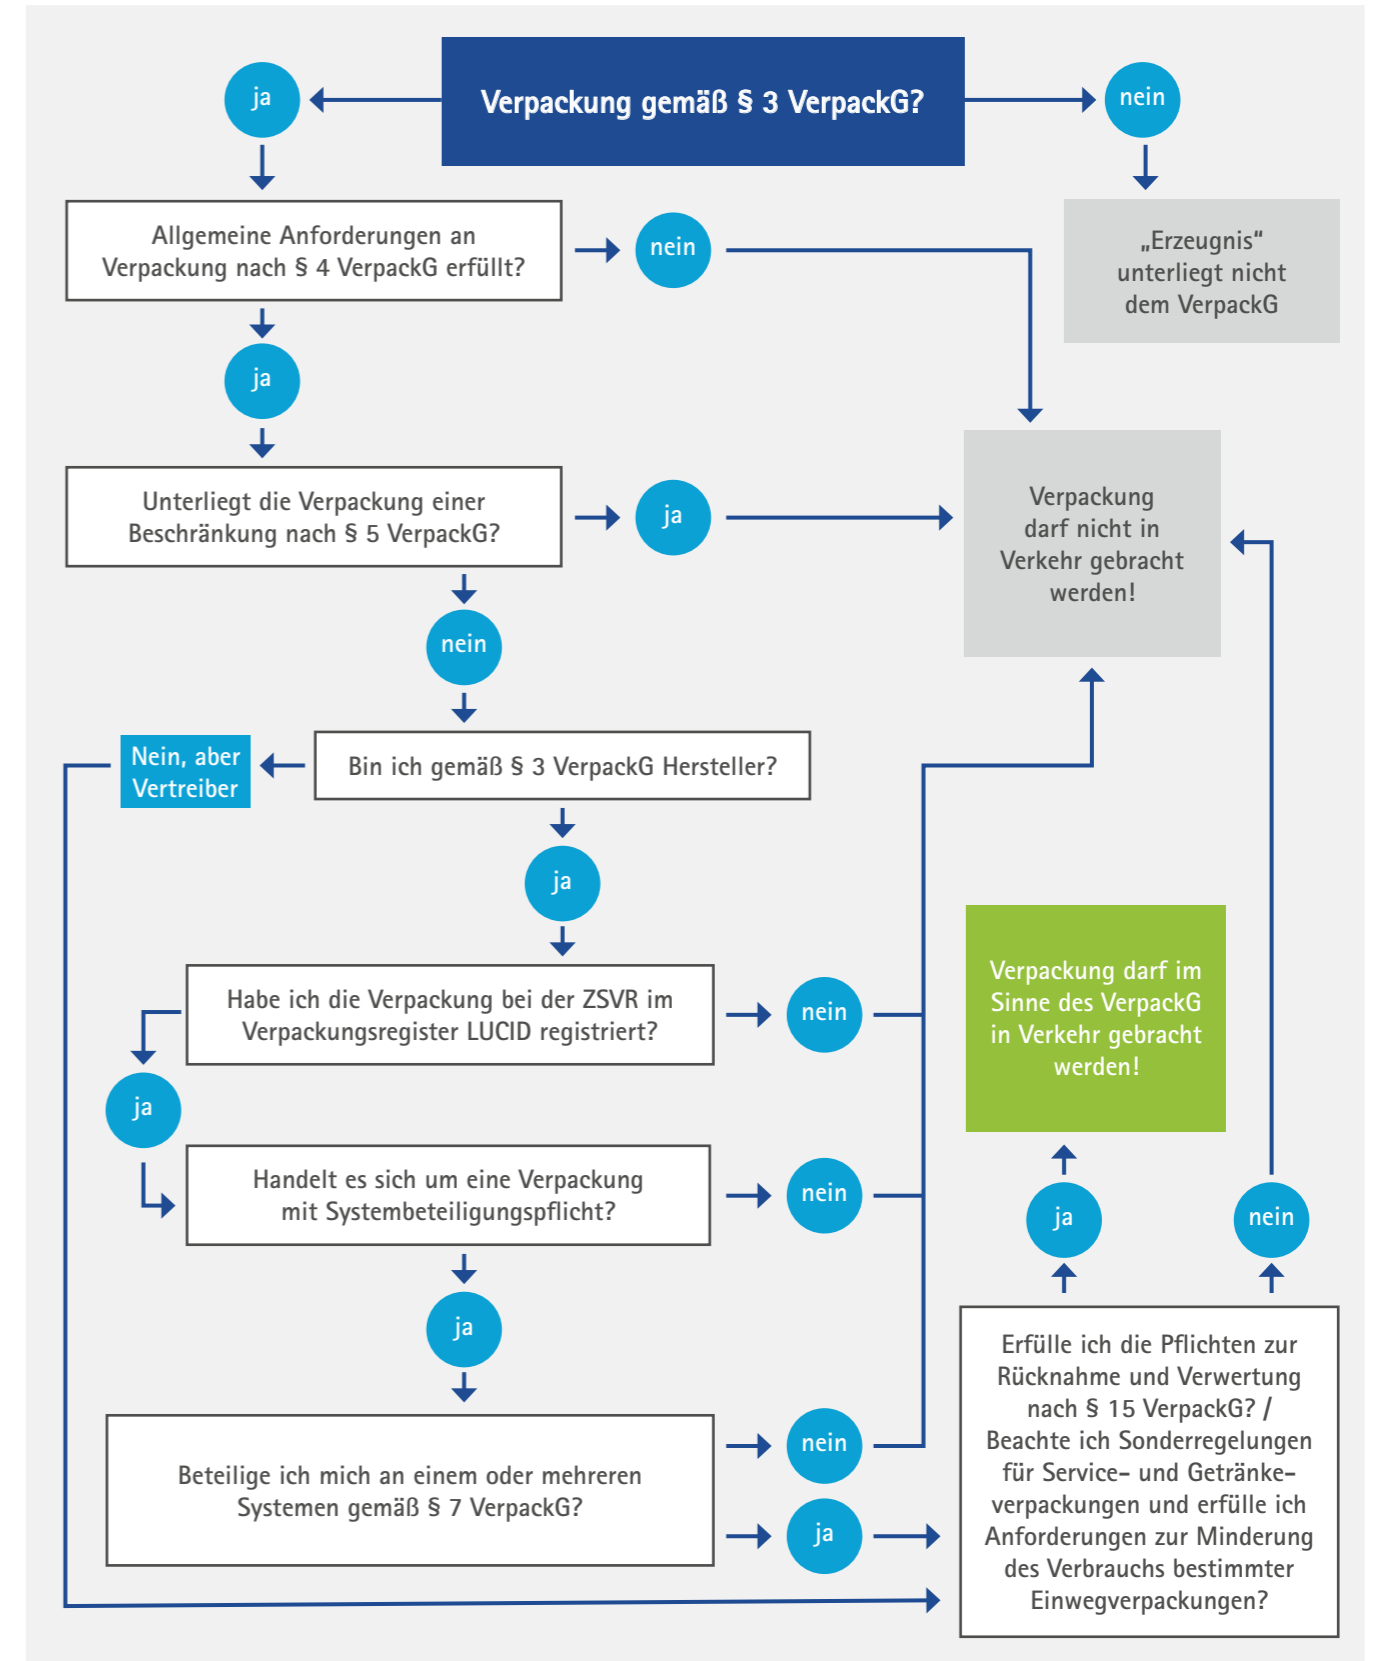 Verpackung gemäß § 3 VerpackG?
ja
nein
Allgemeine Anforderungen an
Verpackung nach § 4 VerpackG erfüllt?
nein
„Erzeugnis“
unterliegt nicht
dem VerpackG
ja
Unterliegt die Verpackung einer
Beschränkung nach § 5 VerpackG?
ja
Verpackung
darf nicht in
Verkehr gebracht
werden!
nein
Bin ich gemäß § 3 VerpackG Hersteller?
Nein, aber
Vertreiber
ja
Habe ich die Verpackung bei der ZSVR im
Verpackungsregister LUCID registriert?
nein
ja
Handelt es sich um eine Verpackung
mit Systembeteiligungspflicht?
nein
ja
Beteilige ich mich an einem oder mehreren
Systemen gemäß § 7 VerpackG?
nein
ja
Verpackung darf im
Sinne des VerpackG
in Verkehr gebracht
werden!
ja
nein
Erfülle ich die Pflichten zur
Rücknahme und Verwertung
nach § 15 VerpackG? /
Beachte ich Sonderregelungen
für Service- und Getränke-
verpackungen und erfülle ich
Anforderungen zur Minderung
des Verbrauchs bestimmter
Einwegverpackungen?